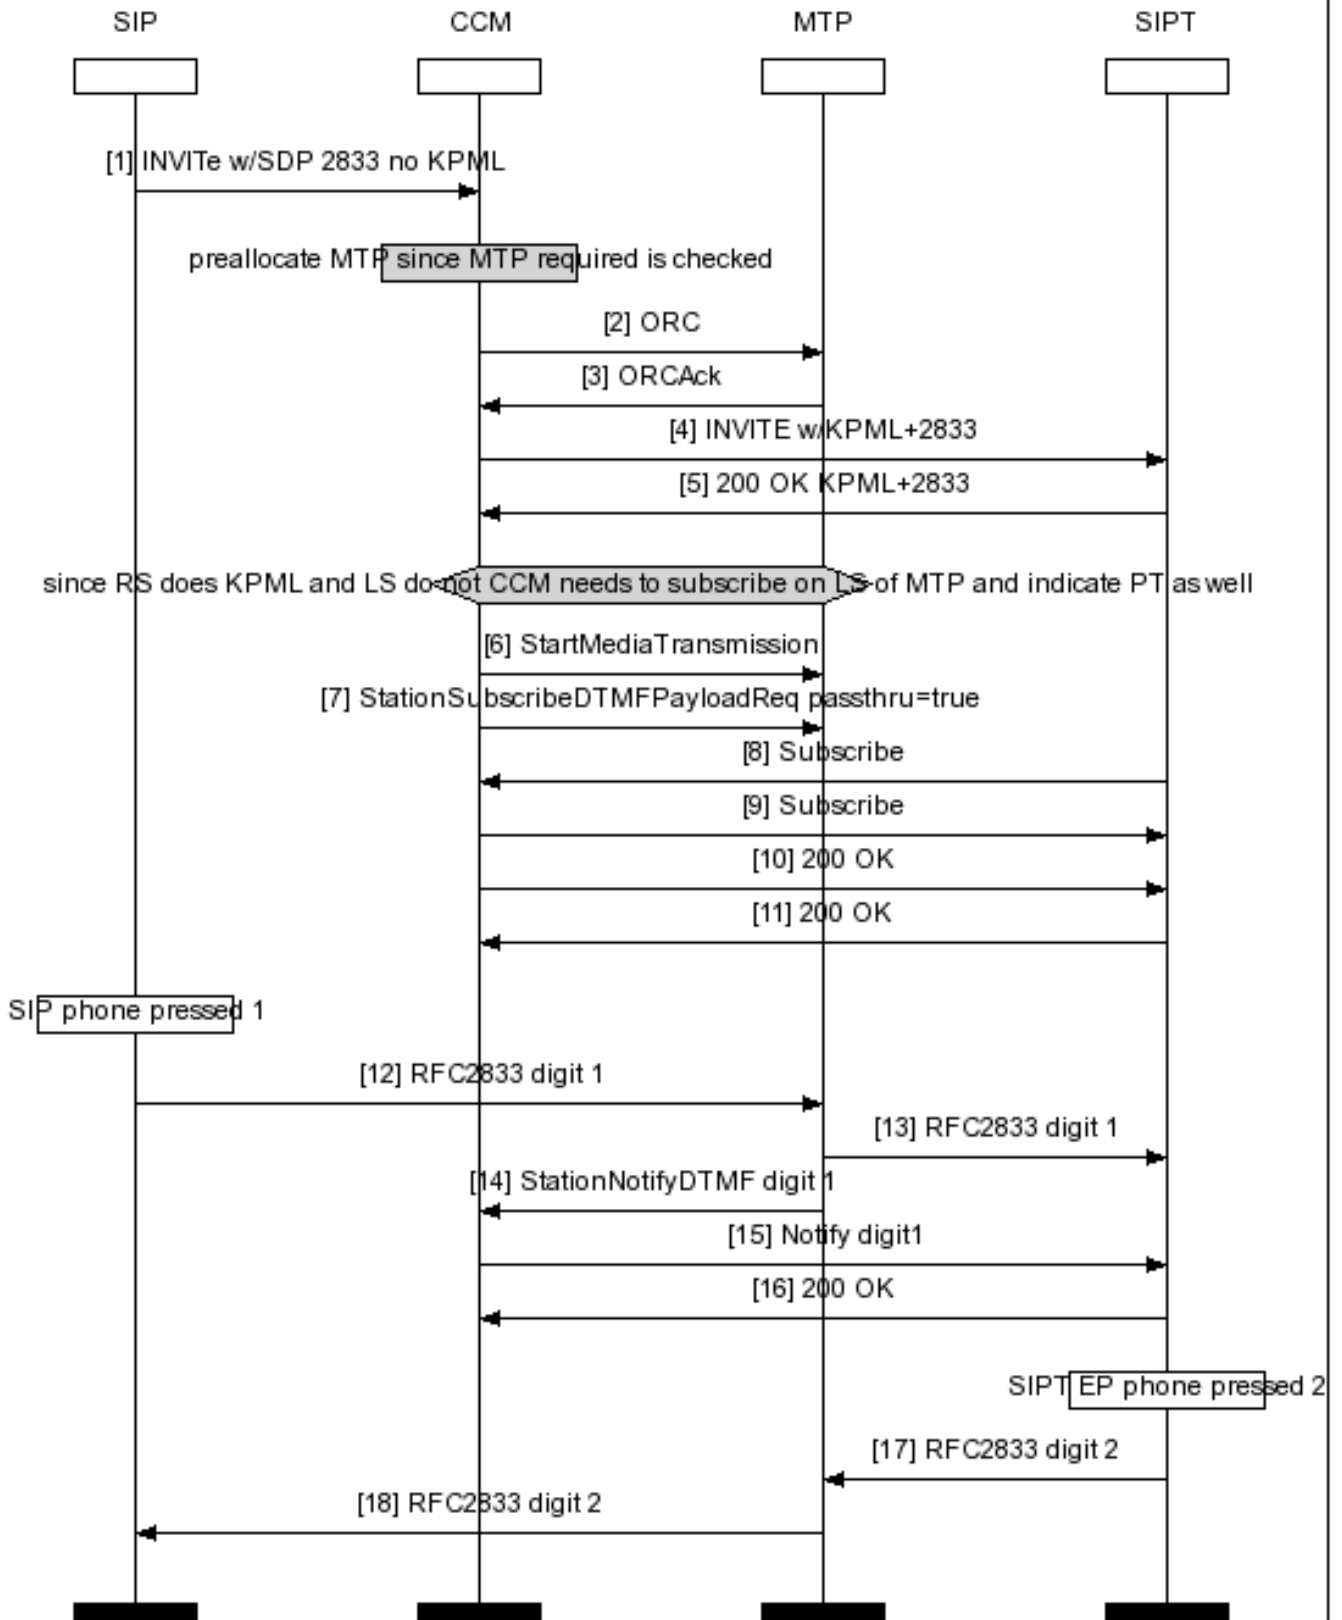 SIP CCM MTP SIPT
[1] INVITe w/SDP 2833 no KPML
preallocate MTP since MTP required is checked
[2] ORC
[3] ORCAck
[4] INVITE w/KPML+2833
[5] 200 OK KPML+2833
since RS does KPML and LS do not CCM needs to subscribe on LS of MTP and indicate PT as well
[6] StartMediaTransmission
[7] StationSubscribeDTMFPayloadReq passthru=true
[8] Subscribe
[9] Subscribe
[10] 200 OK
[11] 200 OK
SIP phone pressed 1
[12] RFC2833 digit 1
[13] RFC2833 digit 1
[14] StationNotifyDTMF digit 1
[15] Notify digit1
[16] 200 OK
SIPT EP phone pressed 2
[17] RFC2833 digit 2
[18] RFC2833 digit 2